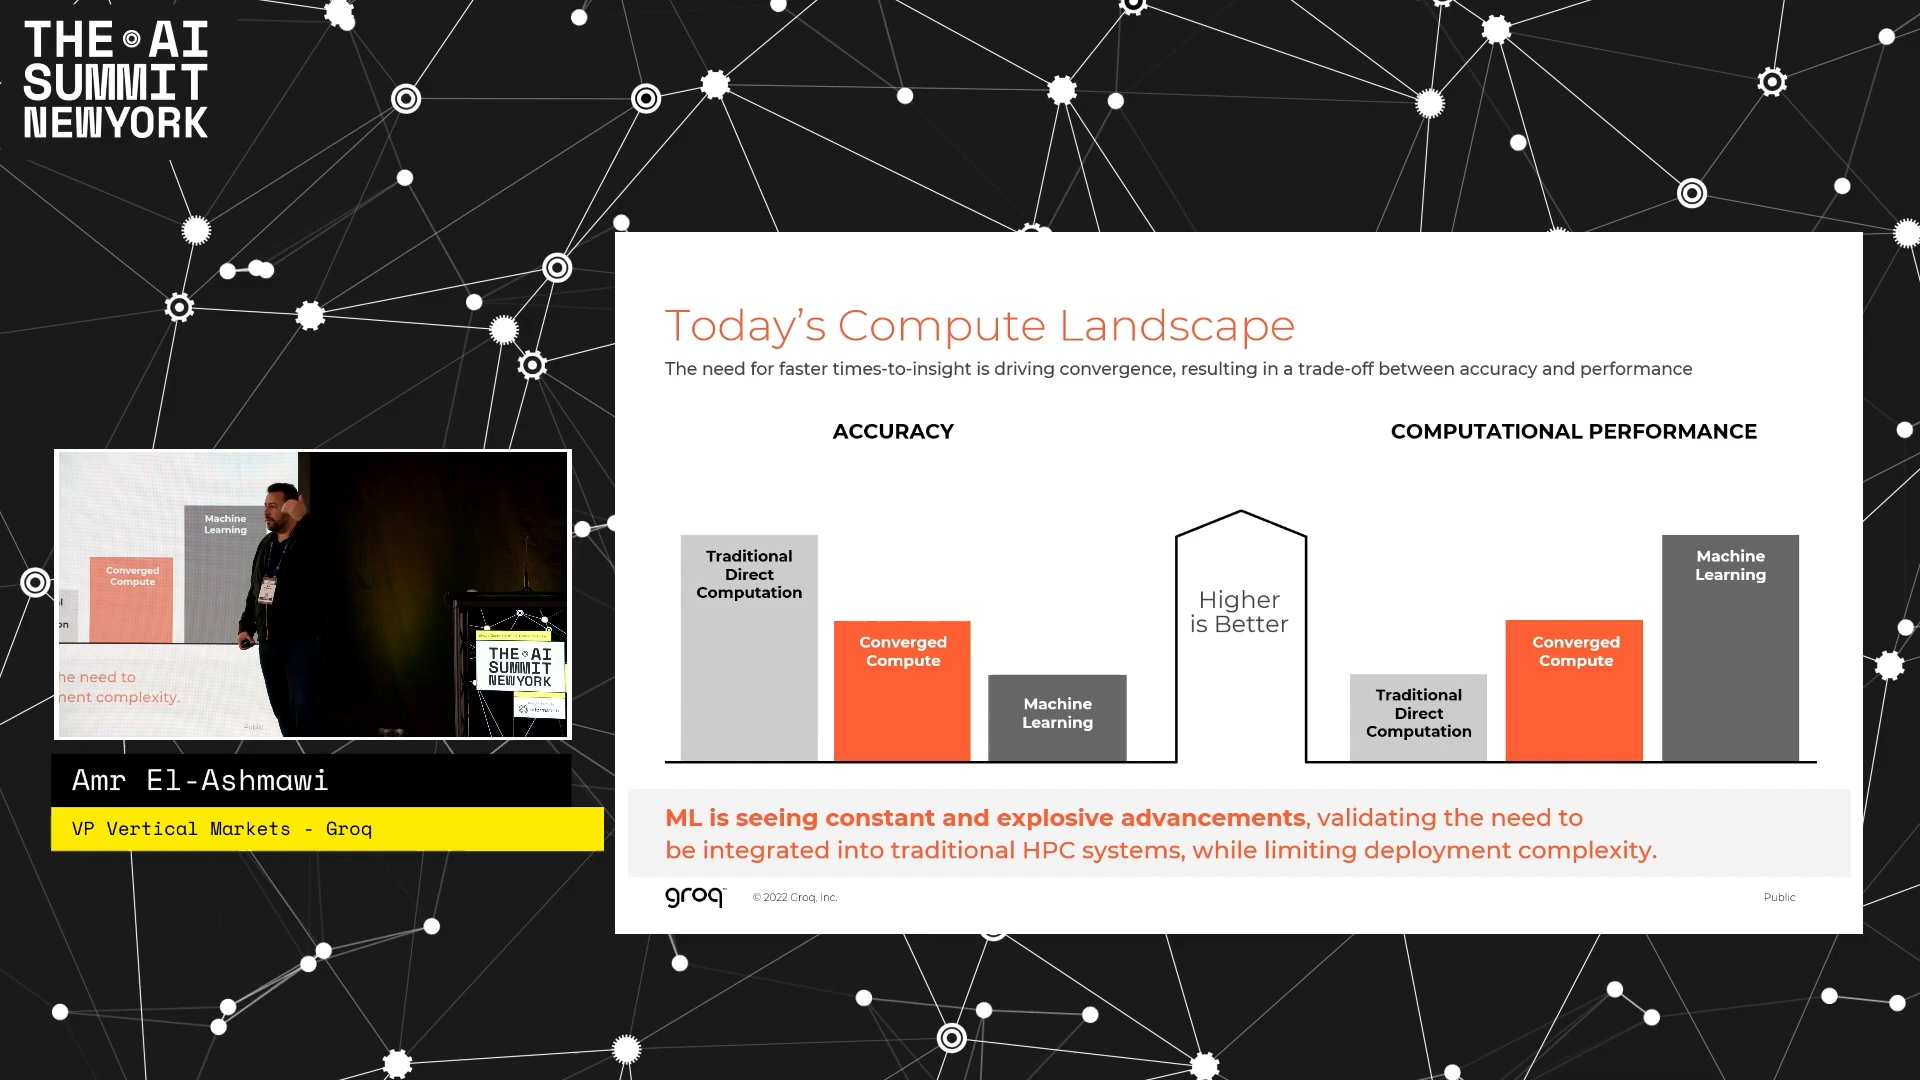 THE AI
SUMMIT
NEWYORK
Today's Compute Landscape
The need for faster times-to-insight is driving convergence, resulting in a trade-off between accuracy and performance
ACCURACY
Traditional
Direct
Computation
Converged
Compute
Machine
Learning
Higher
is Better
COMPUTATIONAL PERFORMANCE
Traditional
Direct
Computation
Converged
Compute
Machine
Learning
ML is seeing constant and explosive advancements, validating the need to
be integrated into traditional HPC systems, while limiting deployment complexity.
groq
© 2022 Groq, Inc.
Public
Machine
Learning
Converged
Compute
on
he need to
ment complexity.
Public
THE AI
SUMMIT
NEWYORK
Amr El-Ashmawi
VP Vertical Markets - Groq